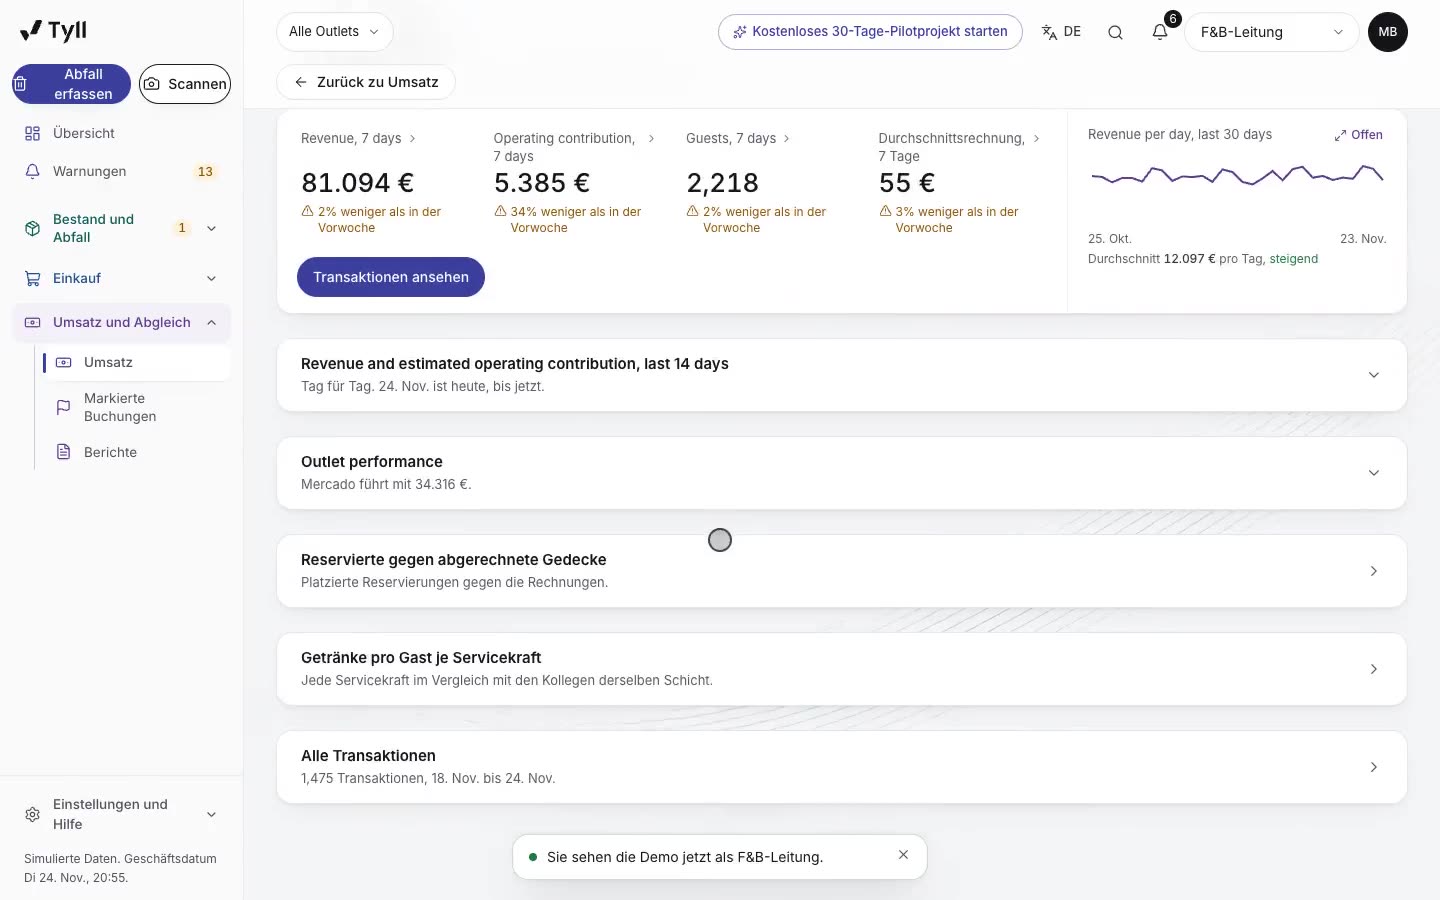 Tyll
Abfall
erfassen
Scannen
Übersicht
Warnungen
13
Bestand und
Abfall
1
Einkauf
Umsatz und Abgleich
Umsatz
Markierte
Buchungen
Berichte
Einstellungen und
Hilfe
Simulierte Daten. Geschäftsdatum
Di 24. Nov., 20:55.
Alle Outlets
Kostenloses 30-Tage-Pilotprojekt starten
DE
6
F&B-Leitung
MB
Zurück zu Umsatz
Revenue, 7 days
81.094 €
2% weniger als in der
Vorwoche
Operating contribution,
7 days
5.385 €
34% weniger als in der
Vorwoche
Guests, 7 days
2,218
2% weniger als in der
Vorwoche
Durchschnittsrechnung,
7 Tage
55 €
3% weniger als in der
Vorwoche
Transaktionen ansehen
Revenue per day, last 30 days
Offen
25. Okt.
23. Nov.
Durchschnitt 12.097 € pro Tag, steigend
Revenue and estimated operating contribution, last 14 days
Tag für Tag. 24. Nov. ist heute, bis jetzt.
Outlet performance
Mercado führt mit 34.316 €.
Reservierte gegen abgerechnete Gedecke
Platzierte Reservierungen gegen die Rechnungen.
Getränke pro Gast je Servicekraft
Jede Servicekraft im Vergleich mit den Kollegen derselben Schicht.
Alle Transaktionen
1,475 Transaktionen, 18. Nov. bis 24. Nov.
Sie sehen die Demo jetzt als F&B-Leitung.